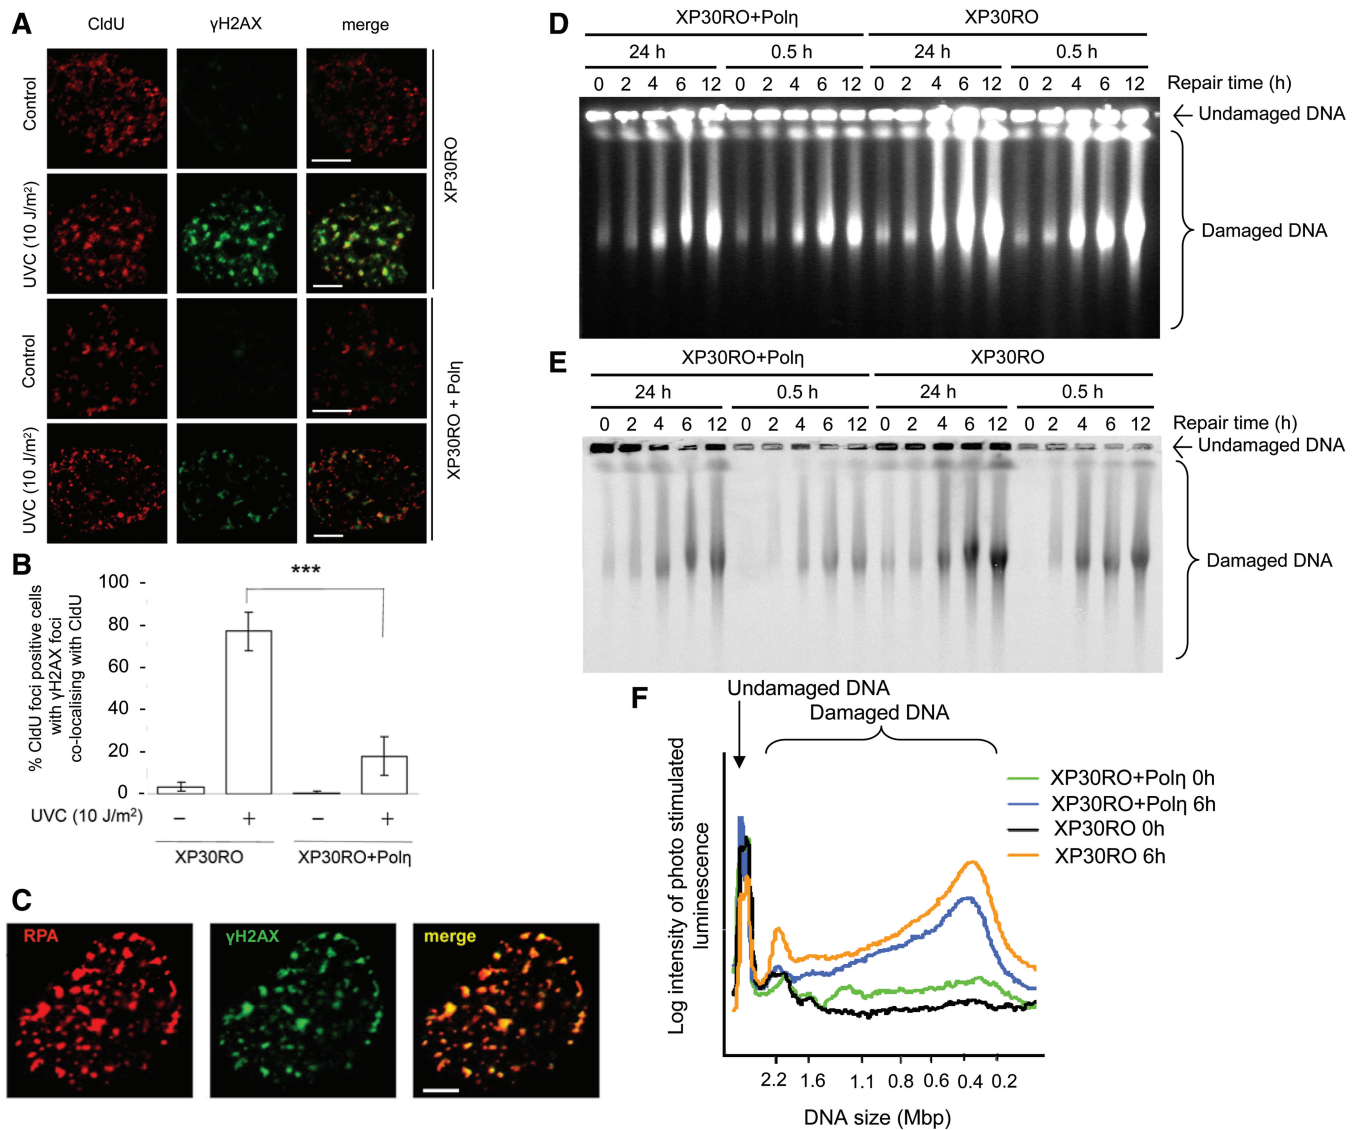 A
CldU γH2AX merge
Control
UVC (10 J/m²)
XP30RO
Control
UVC (10 J/m²)
XP30RO + Polη
B
% CldU foci positive cells
with γH2AX foci
co-localising with CldU
100
80
60
40
20
0
***
UVC (10 J/m²) – + – +
XP30RO XP30RO+Polη
C
RPA γH2AX merge
D
XP30RO+Polη XP30RO
24 h 0.5 h 24 h 0.5 h
0 2 4 6 12 0 2 4 6 12 0 2 4 6 12 0 2 4 6 12 Repair time (h)
Undamaged DNA
Damaged DNA
E
XP30RO+Polη XP30RO
24 h 0.5 h 24 h 0.5 h
0 2 4 6 12 0 2 4 6 12 0 2 4 6 12 0 2 4 6 12 Repair time (h)
Undamaged DNA
Damaged DNA
F
Undamaged DNA
Damaged DNA
Log intensity of photo stimulated
luminescence
XP30RO+Polη 0h
XP30RO+Polη 6h
XP30RO 0h
XP30RO 6h
2.2 1.6 1.1 0.8 0.6 0.4 0.2
DNA size (Mbp)